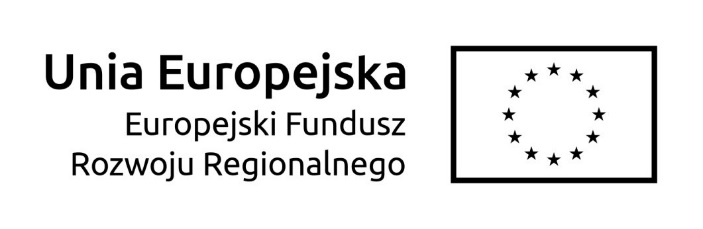 Unia Europejska
Europejski Fundusz
Rozwoju Regionalnego